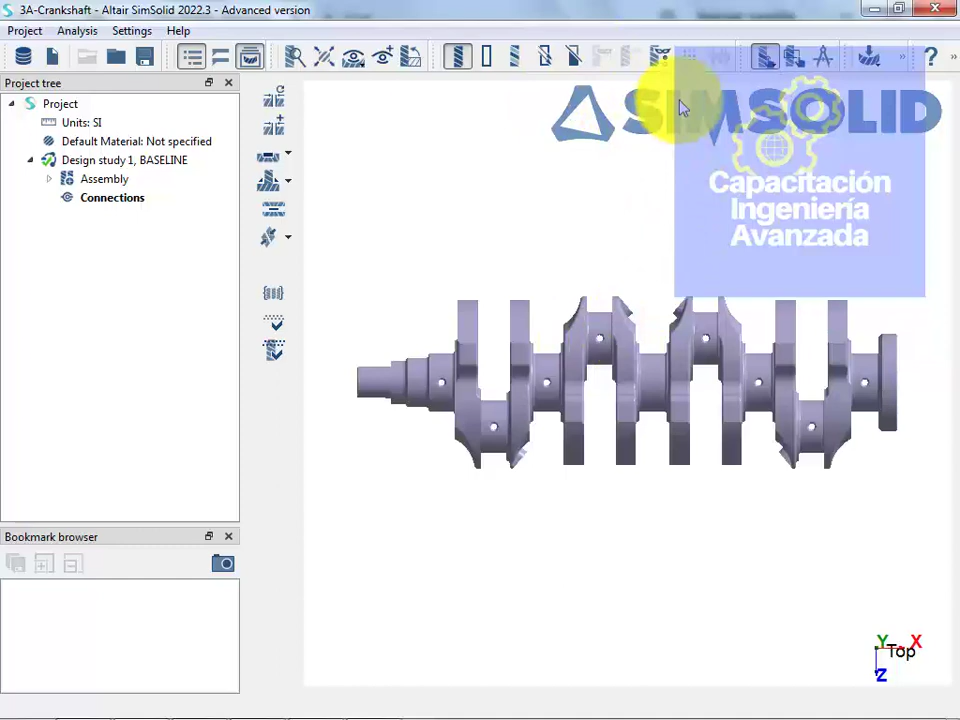 3A-Crankshaft - Altair SimSolid 2022.3 - Advanced version
Project Analysis Settings Help
Project tree
Project
Units: SI
Default Material: Not specified
Design study 1, BASELINE
Assembly
Connections
SIMSOLID
Capacitación
Ingeniería
Avanzada
Bookmark browser
Y X
Top
Z